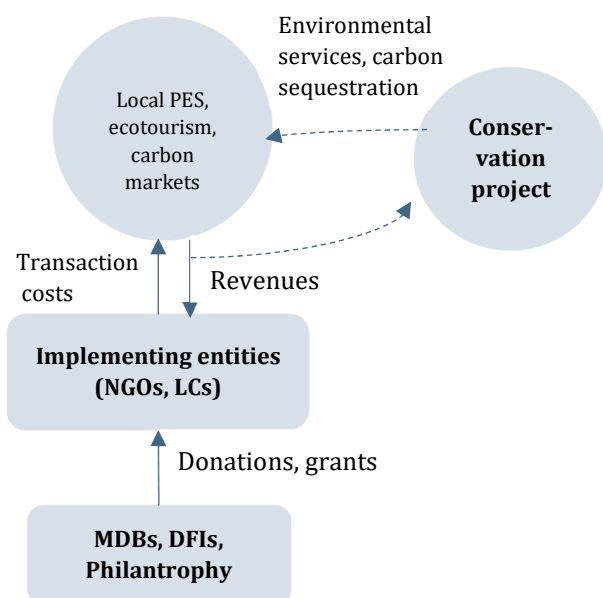 Environmental
services, carbon
sequestration
Local PES,
ecotourism,
carbon
markets
Conser-
vation
project
Transaction
costs
Revenues
Implementing entities
(NGOs, LCs)
Donations, grants
MDBs, DFIs,
Philantrophy